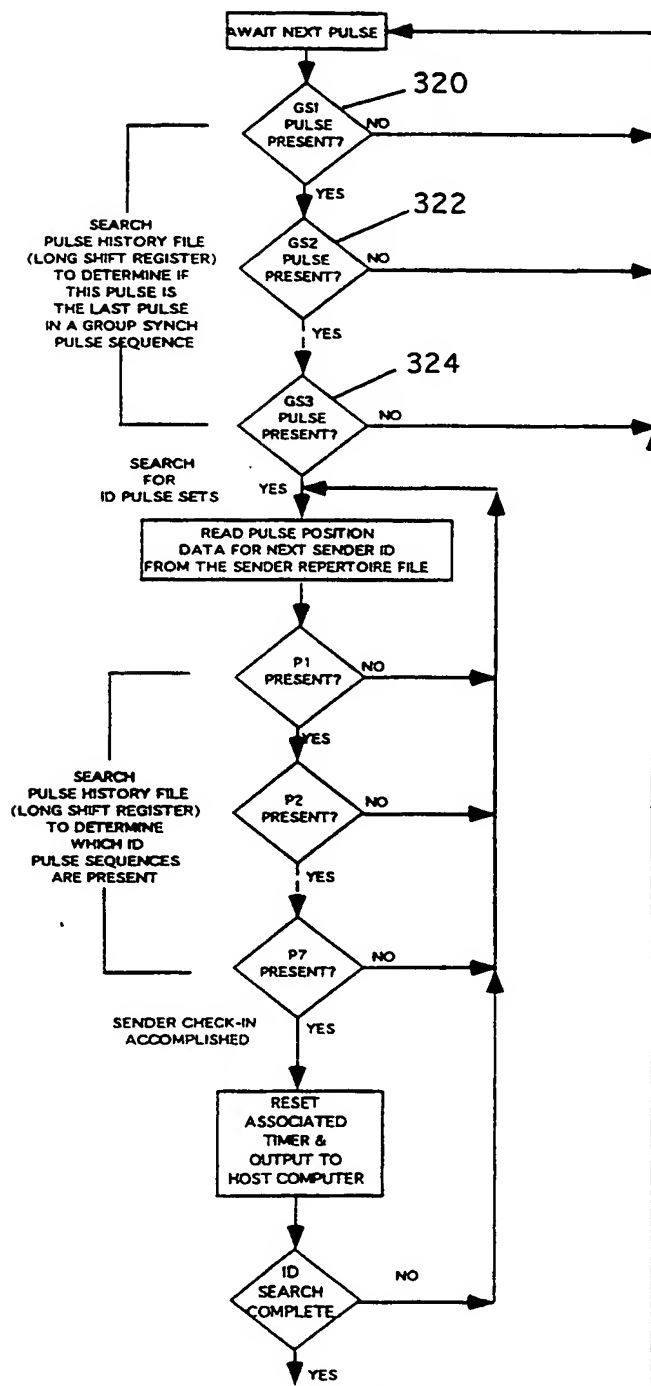 AWAIT NEXT PULSE
320
GS1
PULSE
PRESENT?
NO
YES
322
GS2
PULSE
PRESENT?
NO
SEARCH
PULSE HISTORY FILE
(LONG SHIFT REGISTER)
TO DETERMINE IF
THIS PULSE IS
THE LAST PULSE
IN A GROUP SYNCH
PULSE SEQUENCE
YES
324
GS3
PULSE
PRESENT?
NO
SEARCH
FOR
ID PULSE SETS
YES
READ PULSE POSITION
DATA FOR NEXT SENDER ID
FROM THE SENDER REPERTOIRE FILE
P1
PRESENT?
NO
YES
SEARCH
PULSE HISTORY FILE
(LONG SHIFT REGISTER)
TO DETERMINE
WHICH ID
PULSE SEQUENCES
ARE PRESENT
P2
PRESENT?
NO
YES
P7
PRESENT?
NO
SENDER CHECK-IN
ACCOMPLISHED
YES
RESET
ASSOCIATED
TIMER &
OUTPUT TO
HOST COMPUTER
ID
SEARCH
COMPLETE
NO
YES